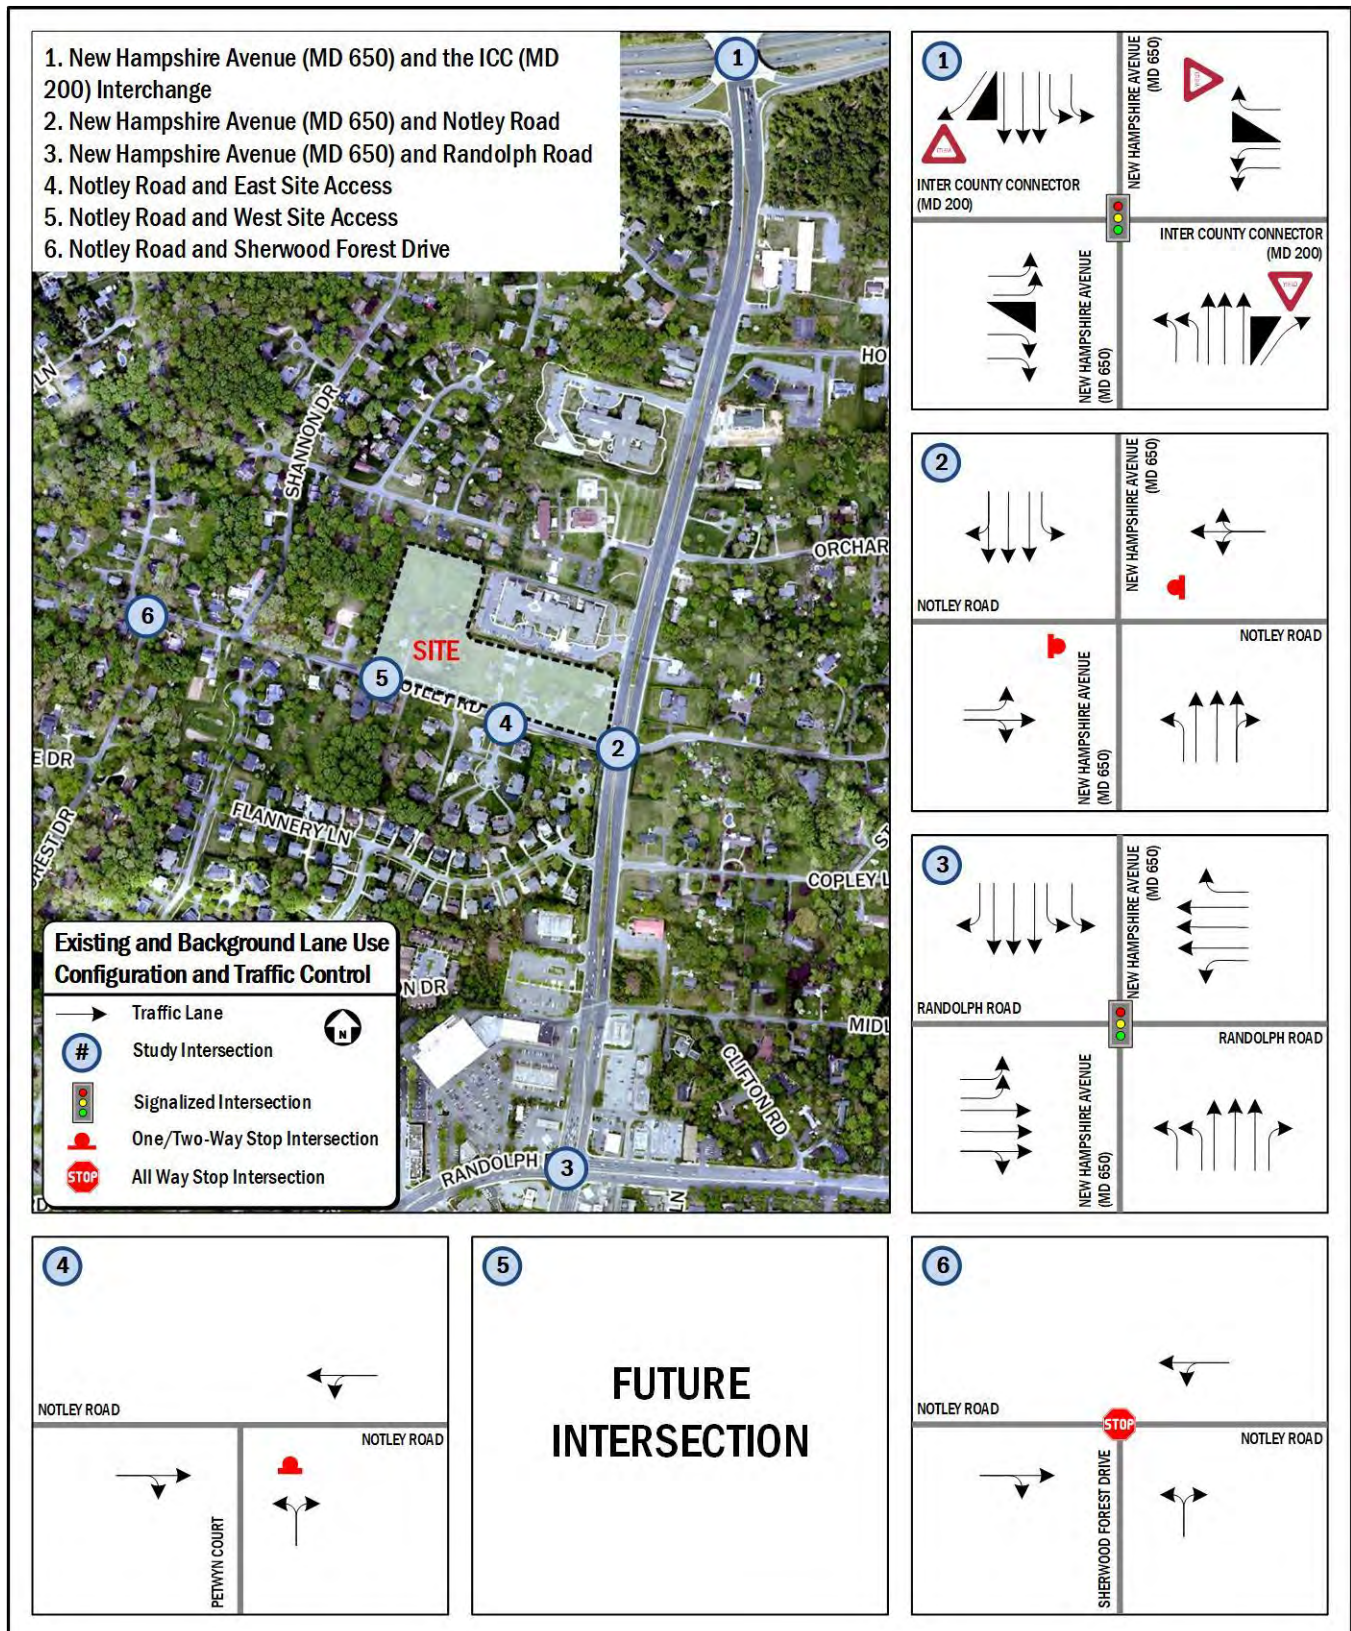 1. New Hampshire Avenue (MD 650) and the ICC (MD
200) Interchange
2. New Hampshire Avenue (MD 650) and Notley Road
3. New Hampshire Avenue (MD 650) and Randolph Road
4. Notley Road and East Site Access
5. Notley Road and West Site Access
6. Notley Road and Sherwood Forest Drive
1
HO
LN
SHANNON DR
ORCHAR
6
SITE
5
4
2
E DR
FLANNERY LN
REST DR
ST
COPLEY L
N DR
MIDL
CLIFTON RD
RANDOLPH
3
LN
D
Existing and Background Lane Use
Configuration and Traffic Control
Traffic Lane
N
#
Study Intersection
Signalized Intersection
One/Two-Way Stop Intersection
STOP
All Way Stop Intersection
1
NEW HAMPSHIRE AVENUE
(MD 650)
YIELD
YIELD
INTER COUNTY CONNECTOR
(MD 200)
INTER COUNTY CONNECTOR
(MD 200)
YIELD
NEW HAMPSHIRE AVENUE
(MD 650)
2
NEW HAMPSHIRE AVENUE
(MD 650)
NOTLEY ROAD
NOTLEY ROAD
NEW HAMPSHIRE AVENUE
(MD 650)
3
NEW HAMPSHIRE AVENUE
(MD 650)
RANDOLPH ROAD
RANDOLPH ROAD
NEW HAMPSHIRE AVENUE
(MD 650)
4
NOTLEY ROAD
NOTLEY ROAD
PETWYN COURT
5
FUTURE
INTERSECTION
6
NOTLEY ROAD
STOP
NOTLEY ROAD
SHERWOOD FOREST DRIVE